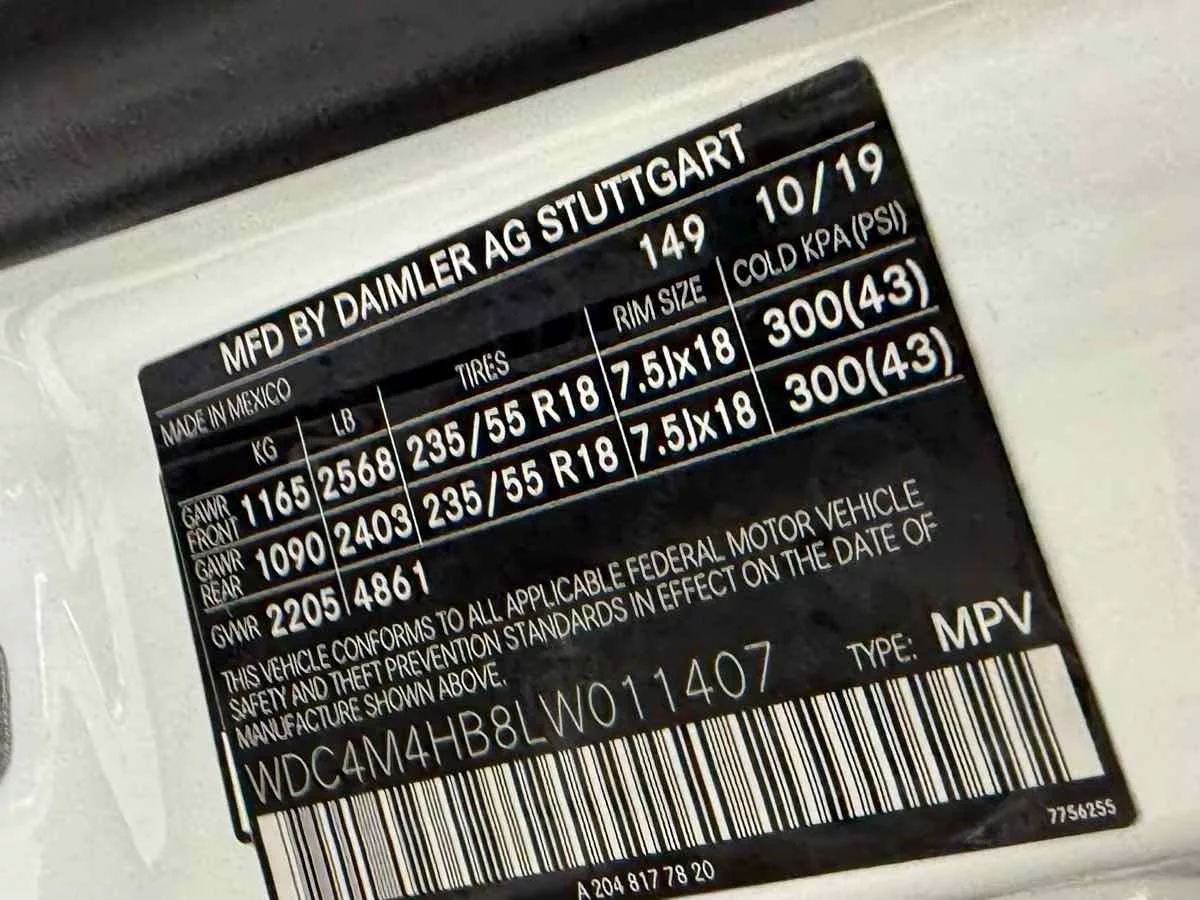 MFD BY DAIMLER AG STUTTGART
MADE IN MEXICO 149 10/19
KG LB TIRES RIM SIZE COLD KPA(PSI)
GAWR FRONT 1165 2568 235/55 R18 7.5Jx18 300(43)
GAWR REAR 1090 2403 235/55 R18 7.5Jx18 300(43)
GVWR 2205 4861
THIS VEHICLE CONFORMS TO ALL APPLICABLE FEDERAL MOTOR VEHICLE
SAFETY AND THEFT PREVENTION STANDARDS IN EFFECT ON THE DATE OF
MANUFACTURE SHOWN ABOVE.
WDC4M4HB8LW011407 TYPE: MPV
7756255
A 204 817 78 20